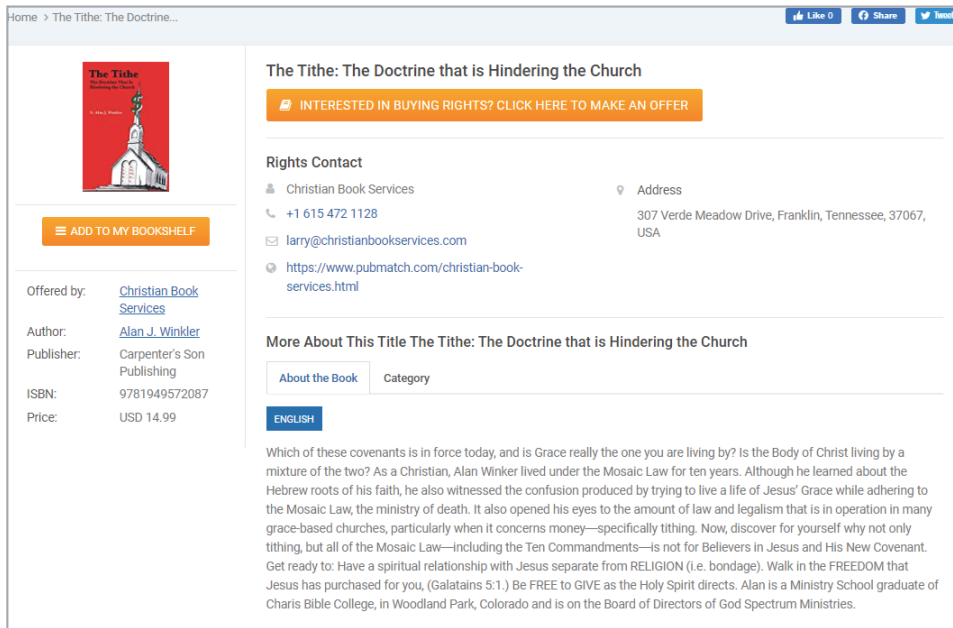 Home > The Tithe: The Doctrine...
Like 0
Share
Tweet
The Tithe
The Doctrine That Is
Hindering the Church
Alan J. Winkler
ADD TO MY BOOKSHELF
Offered by: Christian Book
Services
Author: Alan J. Winkler
Publisher: Carpenter's Son
Publishing
ISBN: 9781949572087
Price: USD 14.99
The Tithe: The Doctrine that is Hindering the Church
INTERESTED IN BUYING RIGHTS? CLICK HERE TO MAKE AN OFFER
Rights Contact
Christian Book Services
+1 615 472 1128
larry@christianbookservices.com
https://www.pubmatch.com/christian-book-
services.html
Address
307 Verde Meadow Drive, Franklin, Tennessee, 37067,
USA
More About This Title The Tithe: The Doctrine that is Hindering the Church
About the Book
Category
ENGLISH
Which of these covenants is in force today, and is Grace really the one you are living by? Is the Body of Christ living by a
mixture of the two? As a Christian, Alan Winker lived under the Mosaic Law for ten years. Although he learned about the
Hebrew roots of his faith, he also witnessed the confusion produced by trying to live a life of Jesus' Grace while adhering to
the Mosaic Law, the ministry of death. It also opened his eyes to the amount of law and legalism that is in operation in many
grace-based churches, particularly when it concerns money—specifically tithing. Now, discover for yourself why not only
tithing, but all of the Mosaic Law—including the Ten Commandments—is not for Believers in Jesus and His New Covenant.
Get ready to: Have a spiritual relationship with Jesus separate from RELIGION (i.e. bondage). Walk in the FREEDOM that
Jesus has purchased for you, (Galatains 5:1.) Be FREE to GIVE as the Holy Spirit directs. Alan is a Ministry School graduate of
Charis Bible College, in Woodland Park, Colorado and is on the Board of Directors of God Spectrum Ministries.